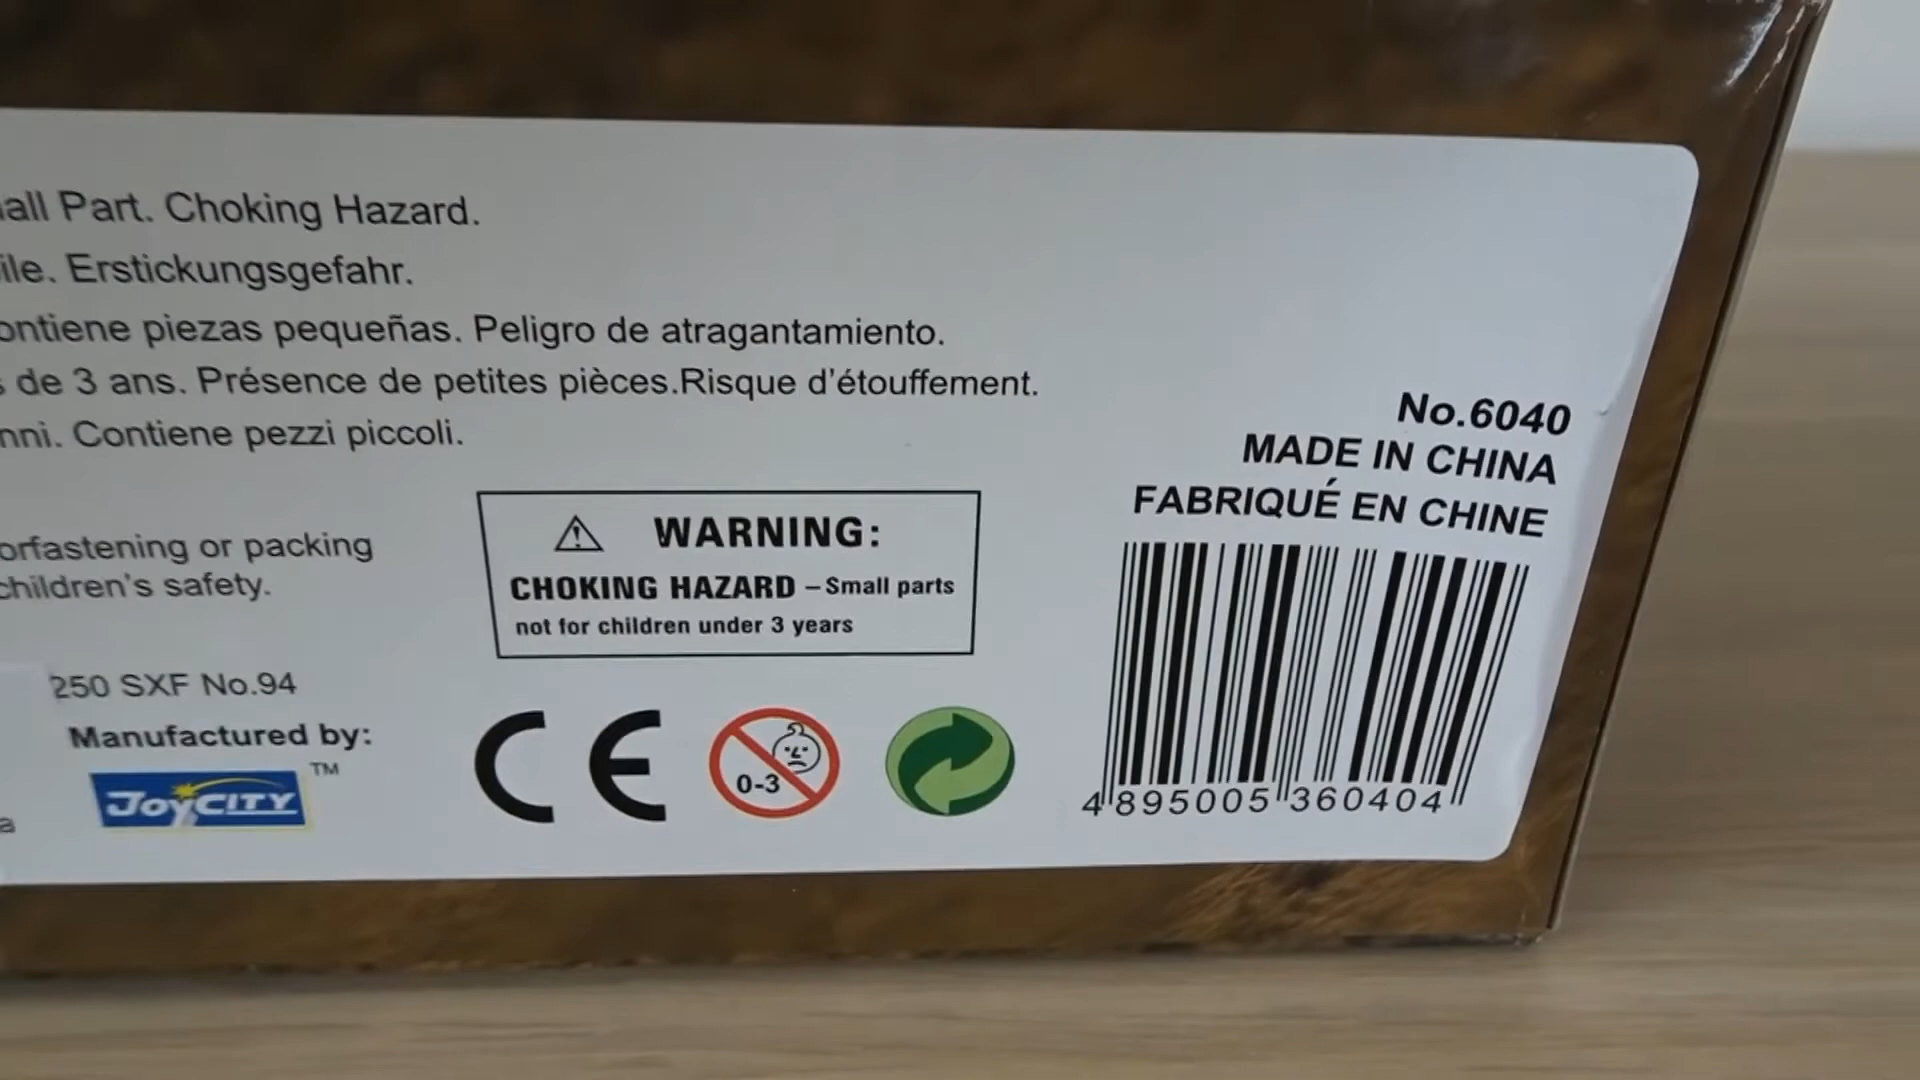 all Part. Choking Hazard.
ile. Erstickungsgefahr.
ontiene piezas pequeñas. Peligro de atragantamiento.
de 3 ans. Présence de petites pièces.Risque d'étouffement.
nni. Contiene pezzi piccoli.
No.6040
MADE IN CHINA
FABRIQUÉ EN CHINE
WARNING:
CHOKING HAZARD – Small parts
not for children under 3 years
orfastening or packing
children's safety.
250 SXF No.94
Manufactured by:
JOYCITY TM
a
CE
0-3
4 895005 360404